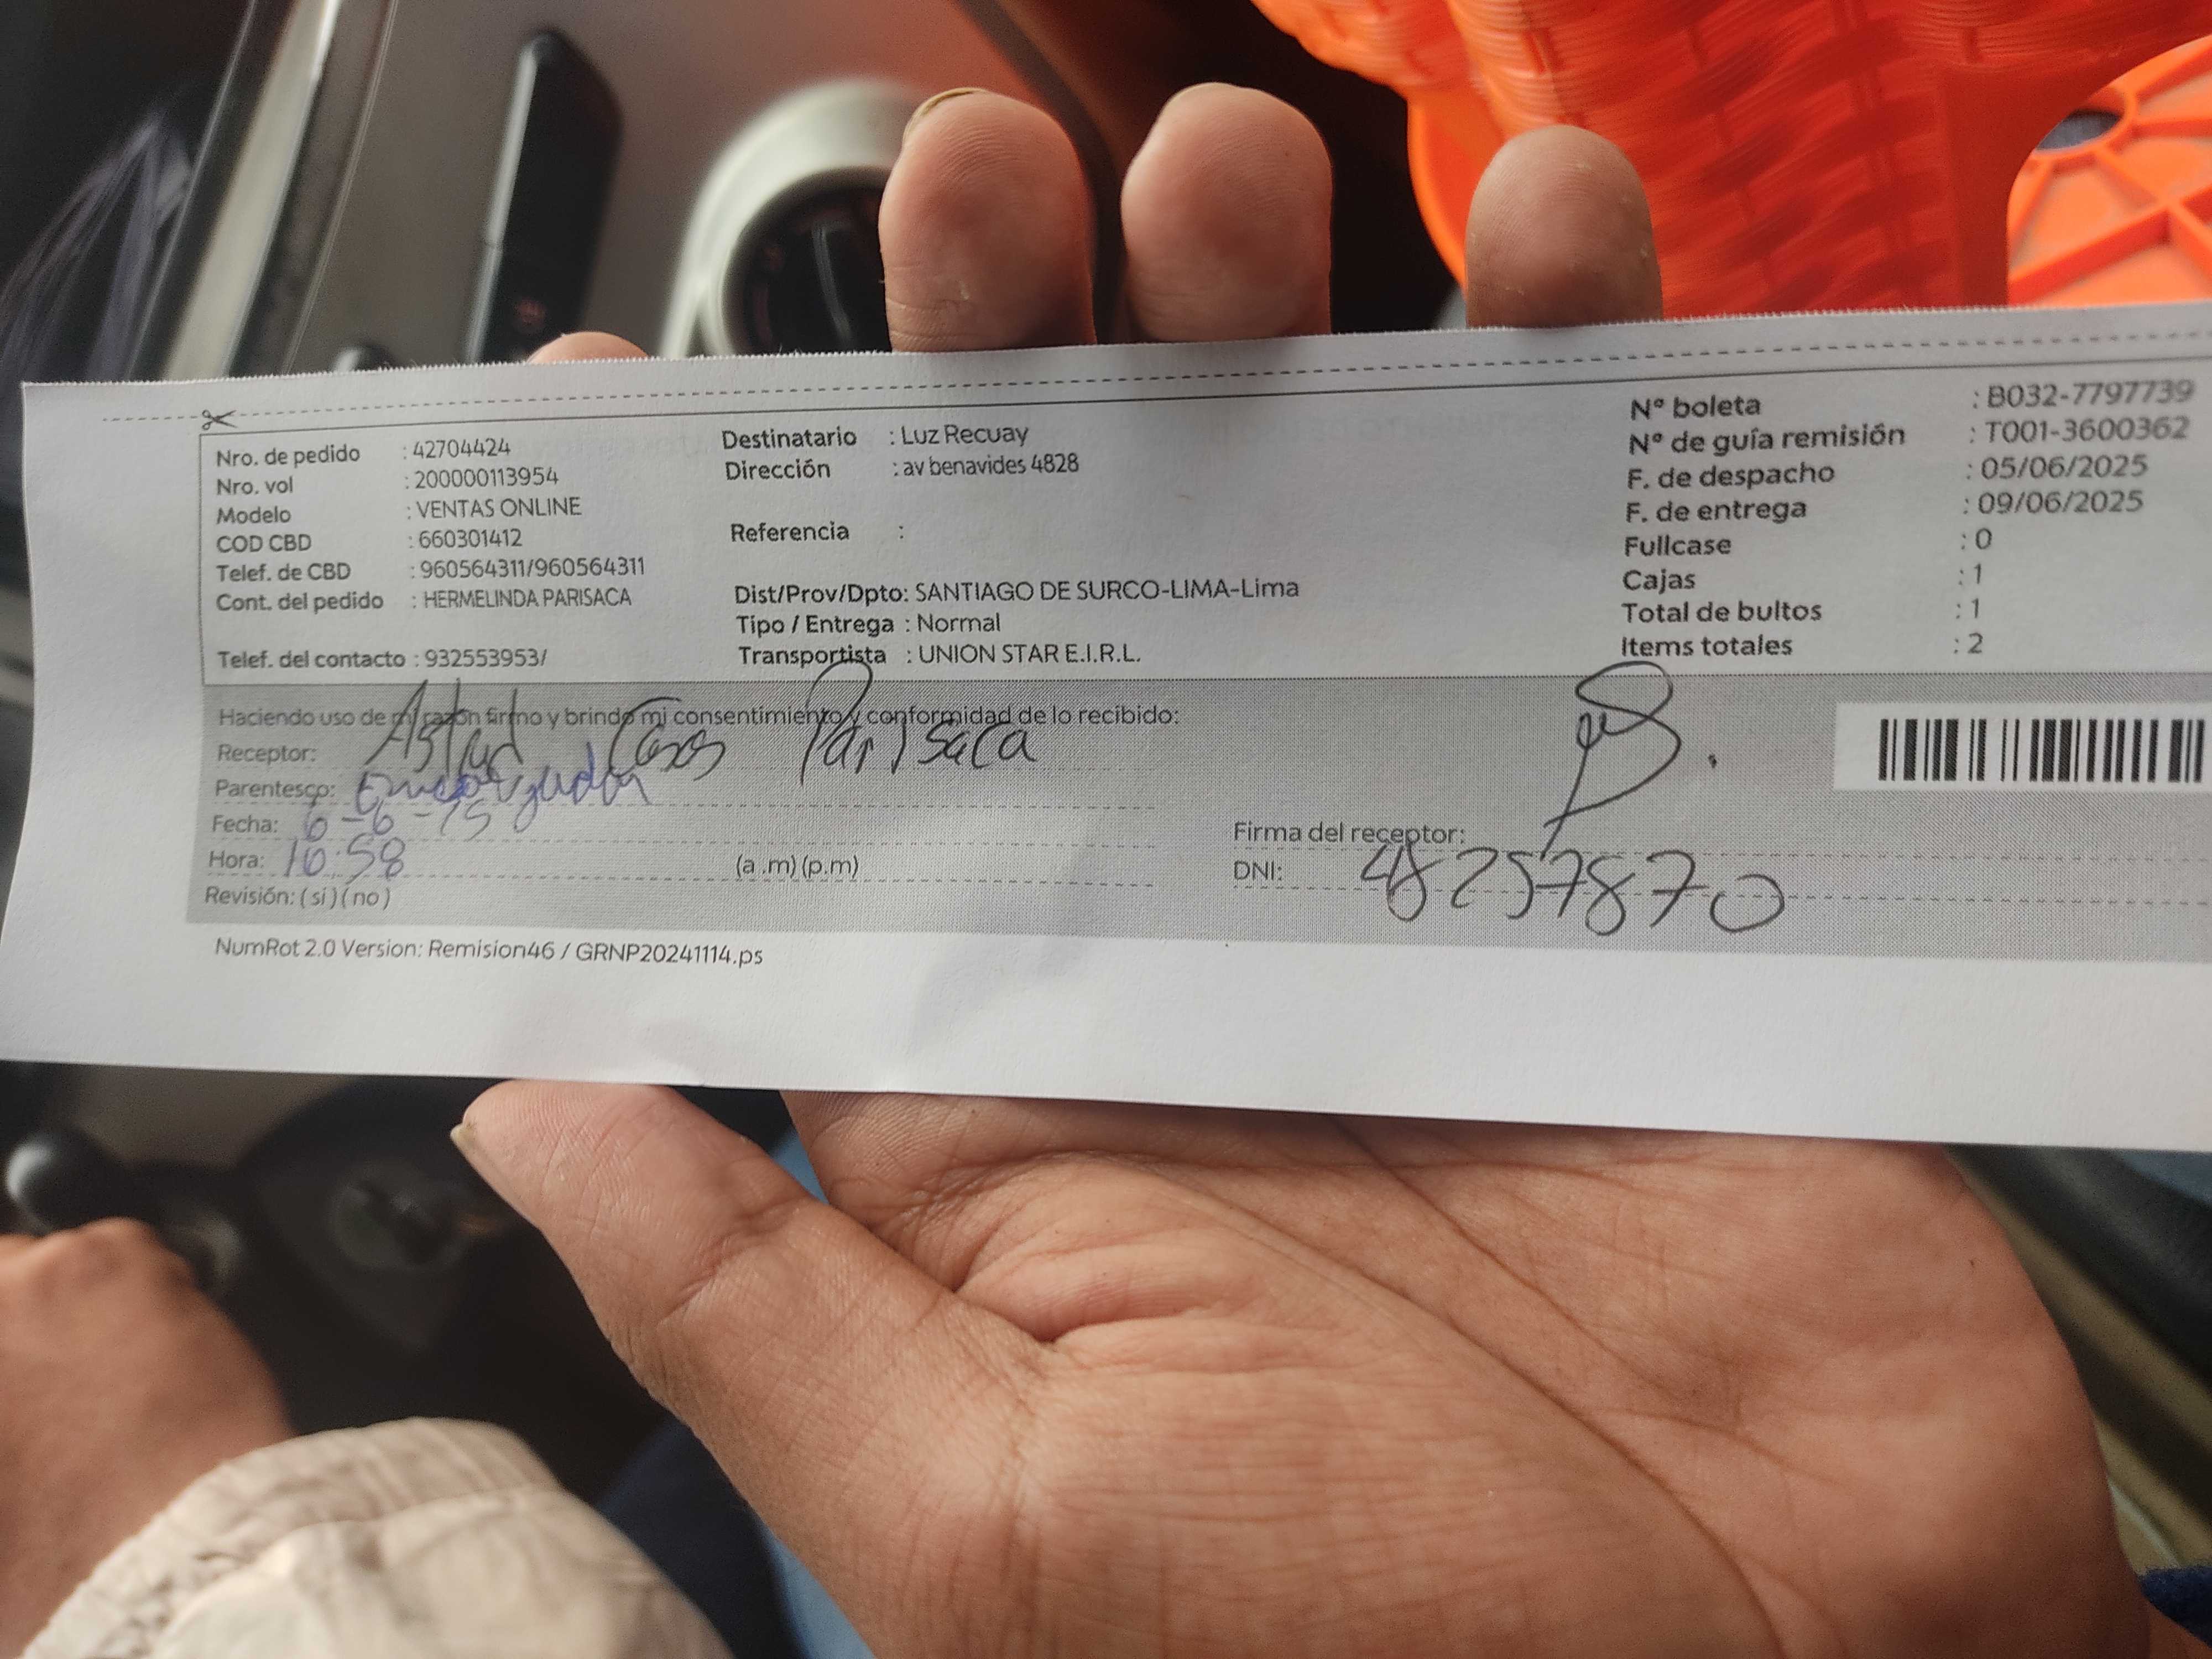 Nro. de pedido : 42704424
Nro. vol : 200000113954
Modelo : VENTAS ONLINE
COD CBD : 660301412
Telef. de CBD : 960564311/960564311
Cont. del pedido : HERMELINDA PARISACA
Telef. del contacto : 932553953/
Destinatario : Luz Recuay
Dirección : av benavides 4828
Referencia :
Dist/Prov/Dpto: SANTIAGO DE SURCO-LIMA-Lima
Tipo / Entrega : Normal
Transportista : UNION STAR E.I.R.L.
Nº boleta : B032-7797739
Nº de guía remisión : T001-3600362
F. de despacho : 05/06/2025
F. de entrega : 09/06/2025
Fullcase : 0
Cajas : 1
Total de bultos : 1
Items totales : 2
Haciendo uso de mi razón firmo y brindo mi consentimiento y conformidad de lo recibido:
Receptor: Parisaca
Parentesco: Encargada
Fecha: 6-6-25
Hora: 10:58 (a .m) (p.m)
Revisión: ( si ) ( no )
Firma del receptor:
DNI: 48257870
NumRot 2.0 Version: Remision46 / GRNP20241114.ps